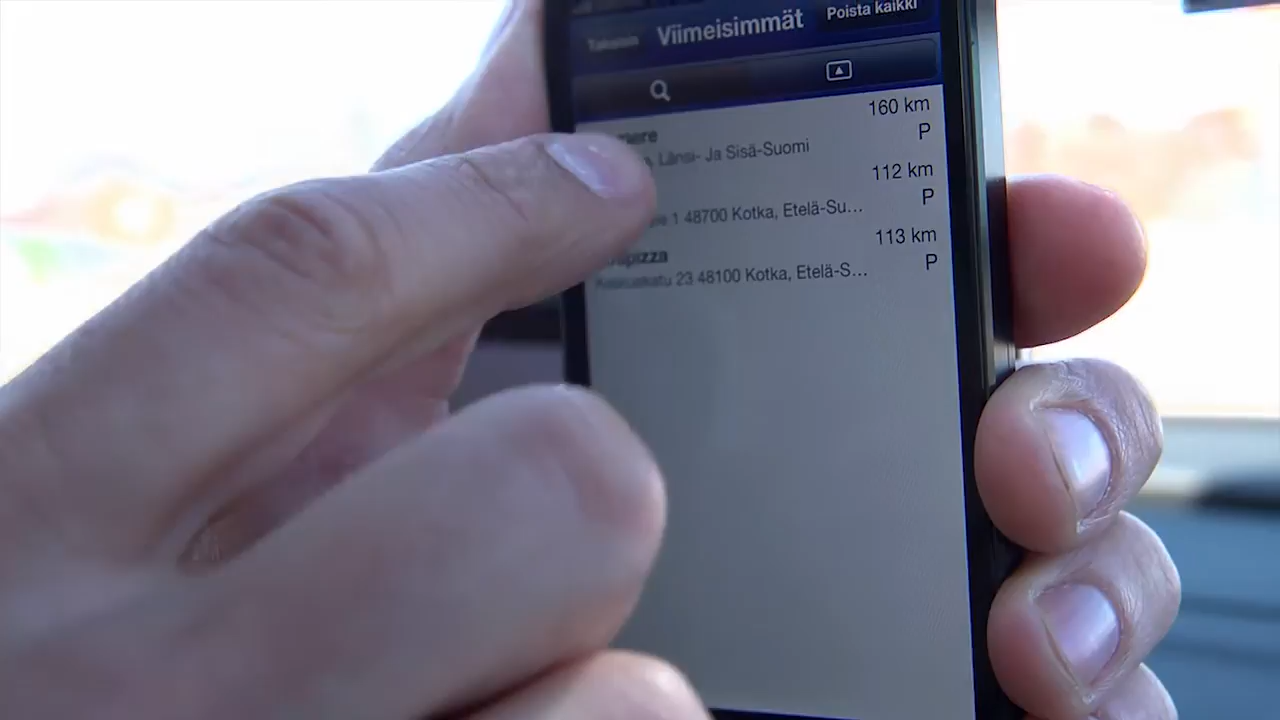 Takaisin Viimeisimmät Poista kaikki
160 km
Länsi- Ja Sisä-Suomi P
112 km
1 48700 Kotka, Etelä-Su... P
113 km
23 48100 Kotka, Etelä-S... P